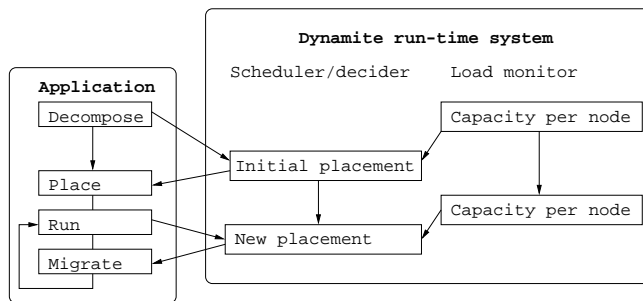 Dynamite run-time system
Scheduler/decider
Load monitor
Application
Decompose
Capacity per node
Initial placement
Place
Capacity per node
Run
New placement
Migrate